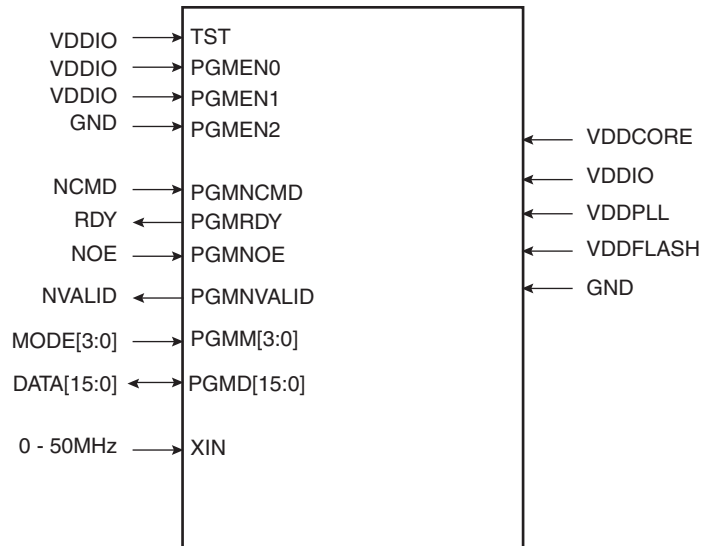 VDDIO TST
VDDIO PGMEN0
VDDIO PGMEN1
GND PGMEN2
VDDCORE
VDDIO
NCMD PGMNCMD
RDY PGMRDY
VDDPLL
NOE PGMNOE
VDDFLASH
NVALID PGMNVALID
GND
MODE[3:0] PGMM[3:0]
DATA[15:0] PGMD[15:0]
0 - 50MHz XIN